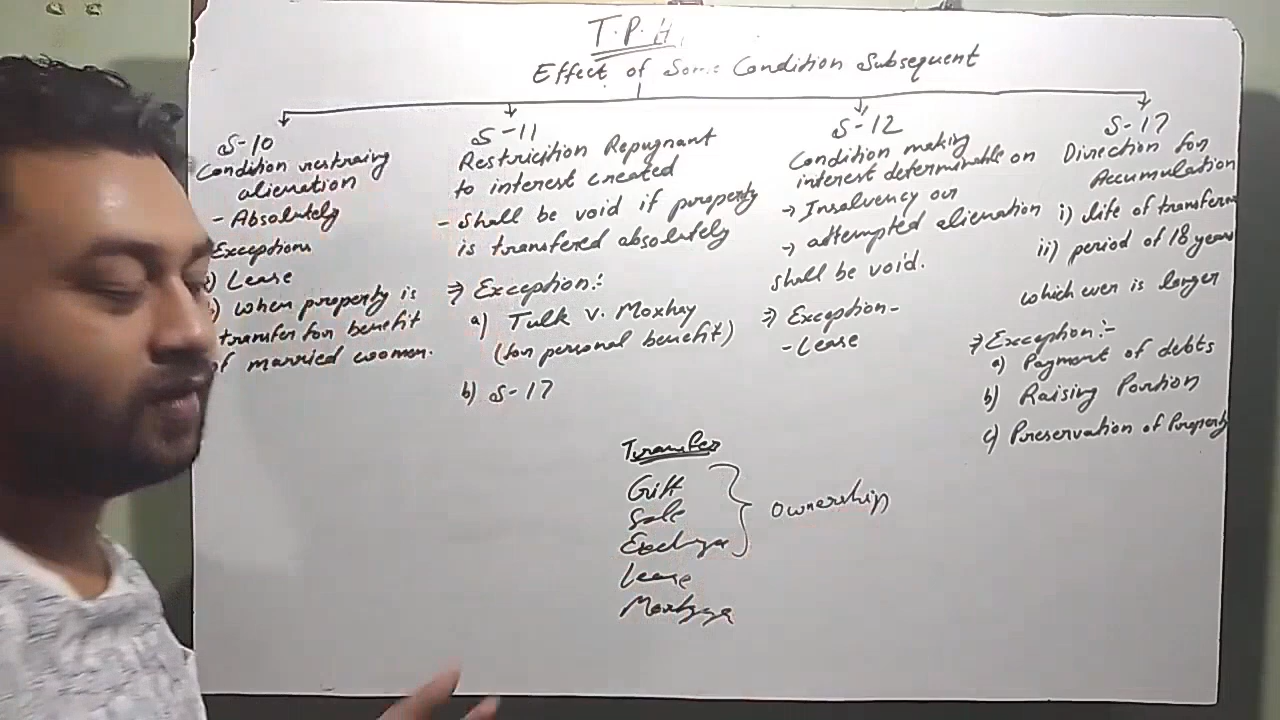 T.P.A.
Effect of Some Condition Subsequent
S-10
Condition restraing
alienation
- Absolutely
Exceptions
Lease
when property is
transfer for benefit
of married women.
S-11
Restricition Repugnant
to interest created
- Shall be void if property
is transfered absolutely
⇒ Exception:-
a) Tulk v. Moxhay
(for personal benefit)
b) S-17
S-12
Condition making
interest determinable on
→ Insolvency or
→ attempted alienation
shall be void.
⇒ Exception-
- Lease
S-17
Direction for
Accumulation
i) life of transferor
ii) period of 18 years
which ever is longer
⇒ Exception:-
a) Payment of debts
b) Raising Portion
c) Preservation of Property
Transfer
Gift
Sale
Exchange
Ownership
Lease
Mortgage